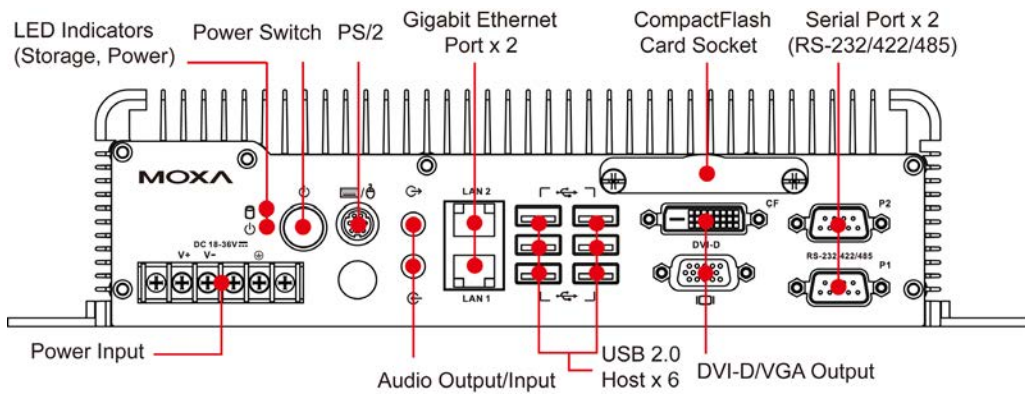 LED Indicators
(Storage, Power)
Power Switch
PS/2
Gigabit Ethernet
Port x 2
CompactFlash
Card Socket
Serial Port x 2
(RS-232/422/485)
MOXA
LAN 2
CF
P2
DVI-D
RS-232/422/485
DC 18-36V
V+ V-
LAN 1
P1
Power Input
Audio Output/Input
USB 2.0
Host x 6
DVI-D/VGA Output